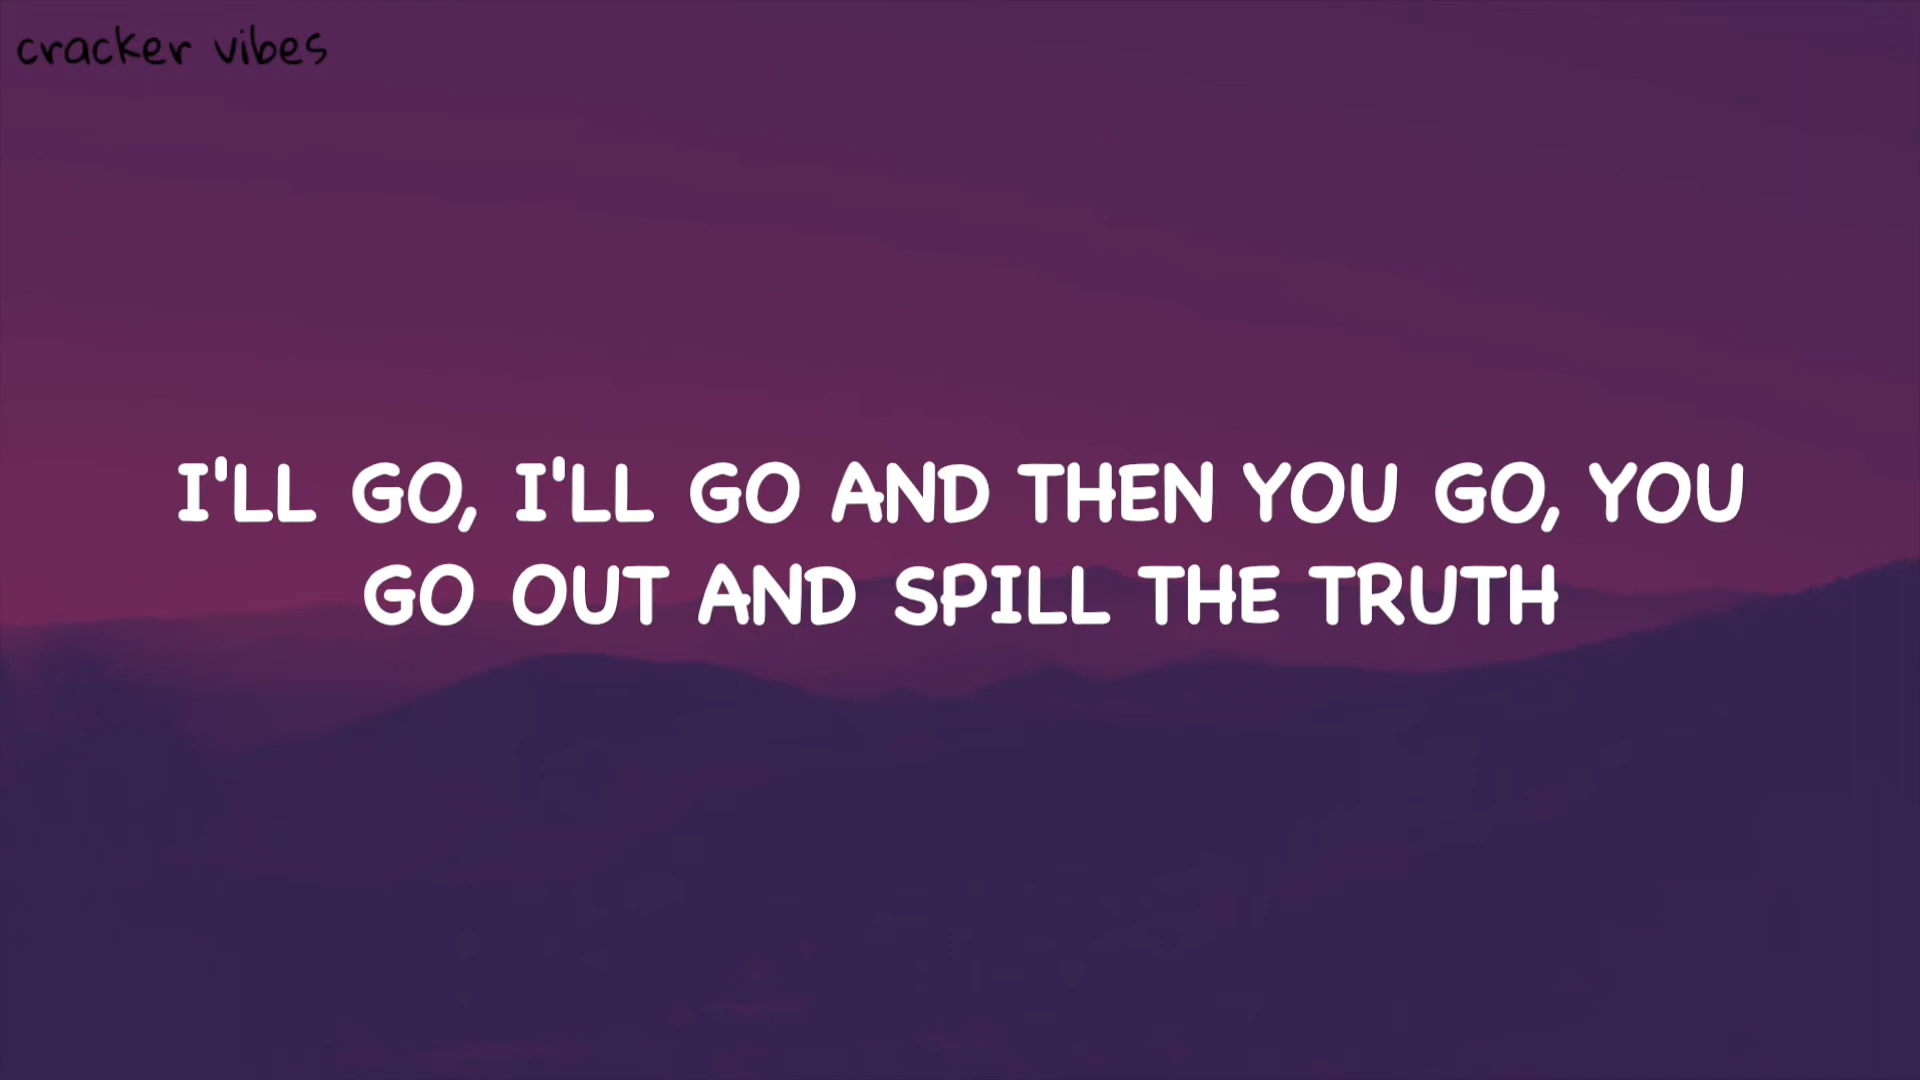 cracker vibes
I'LL GO, I'LL GO AND THEN YOU GO, YOU
GO OUT AND SPILL THE TRUTH